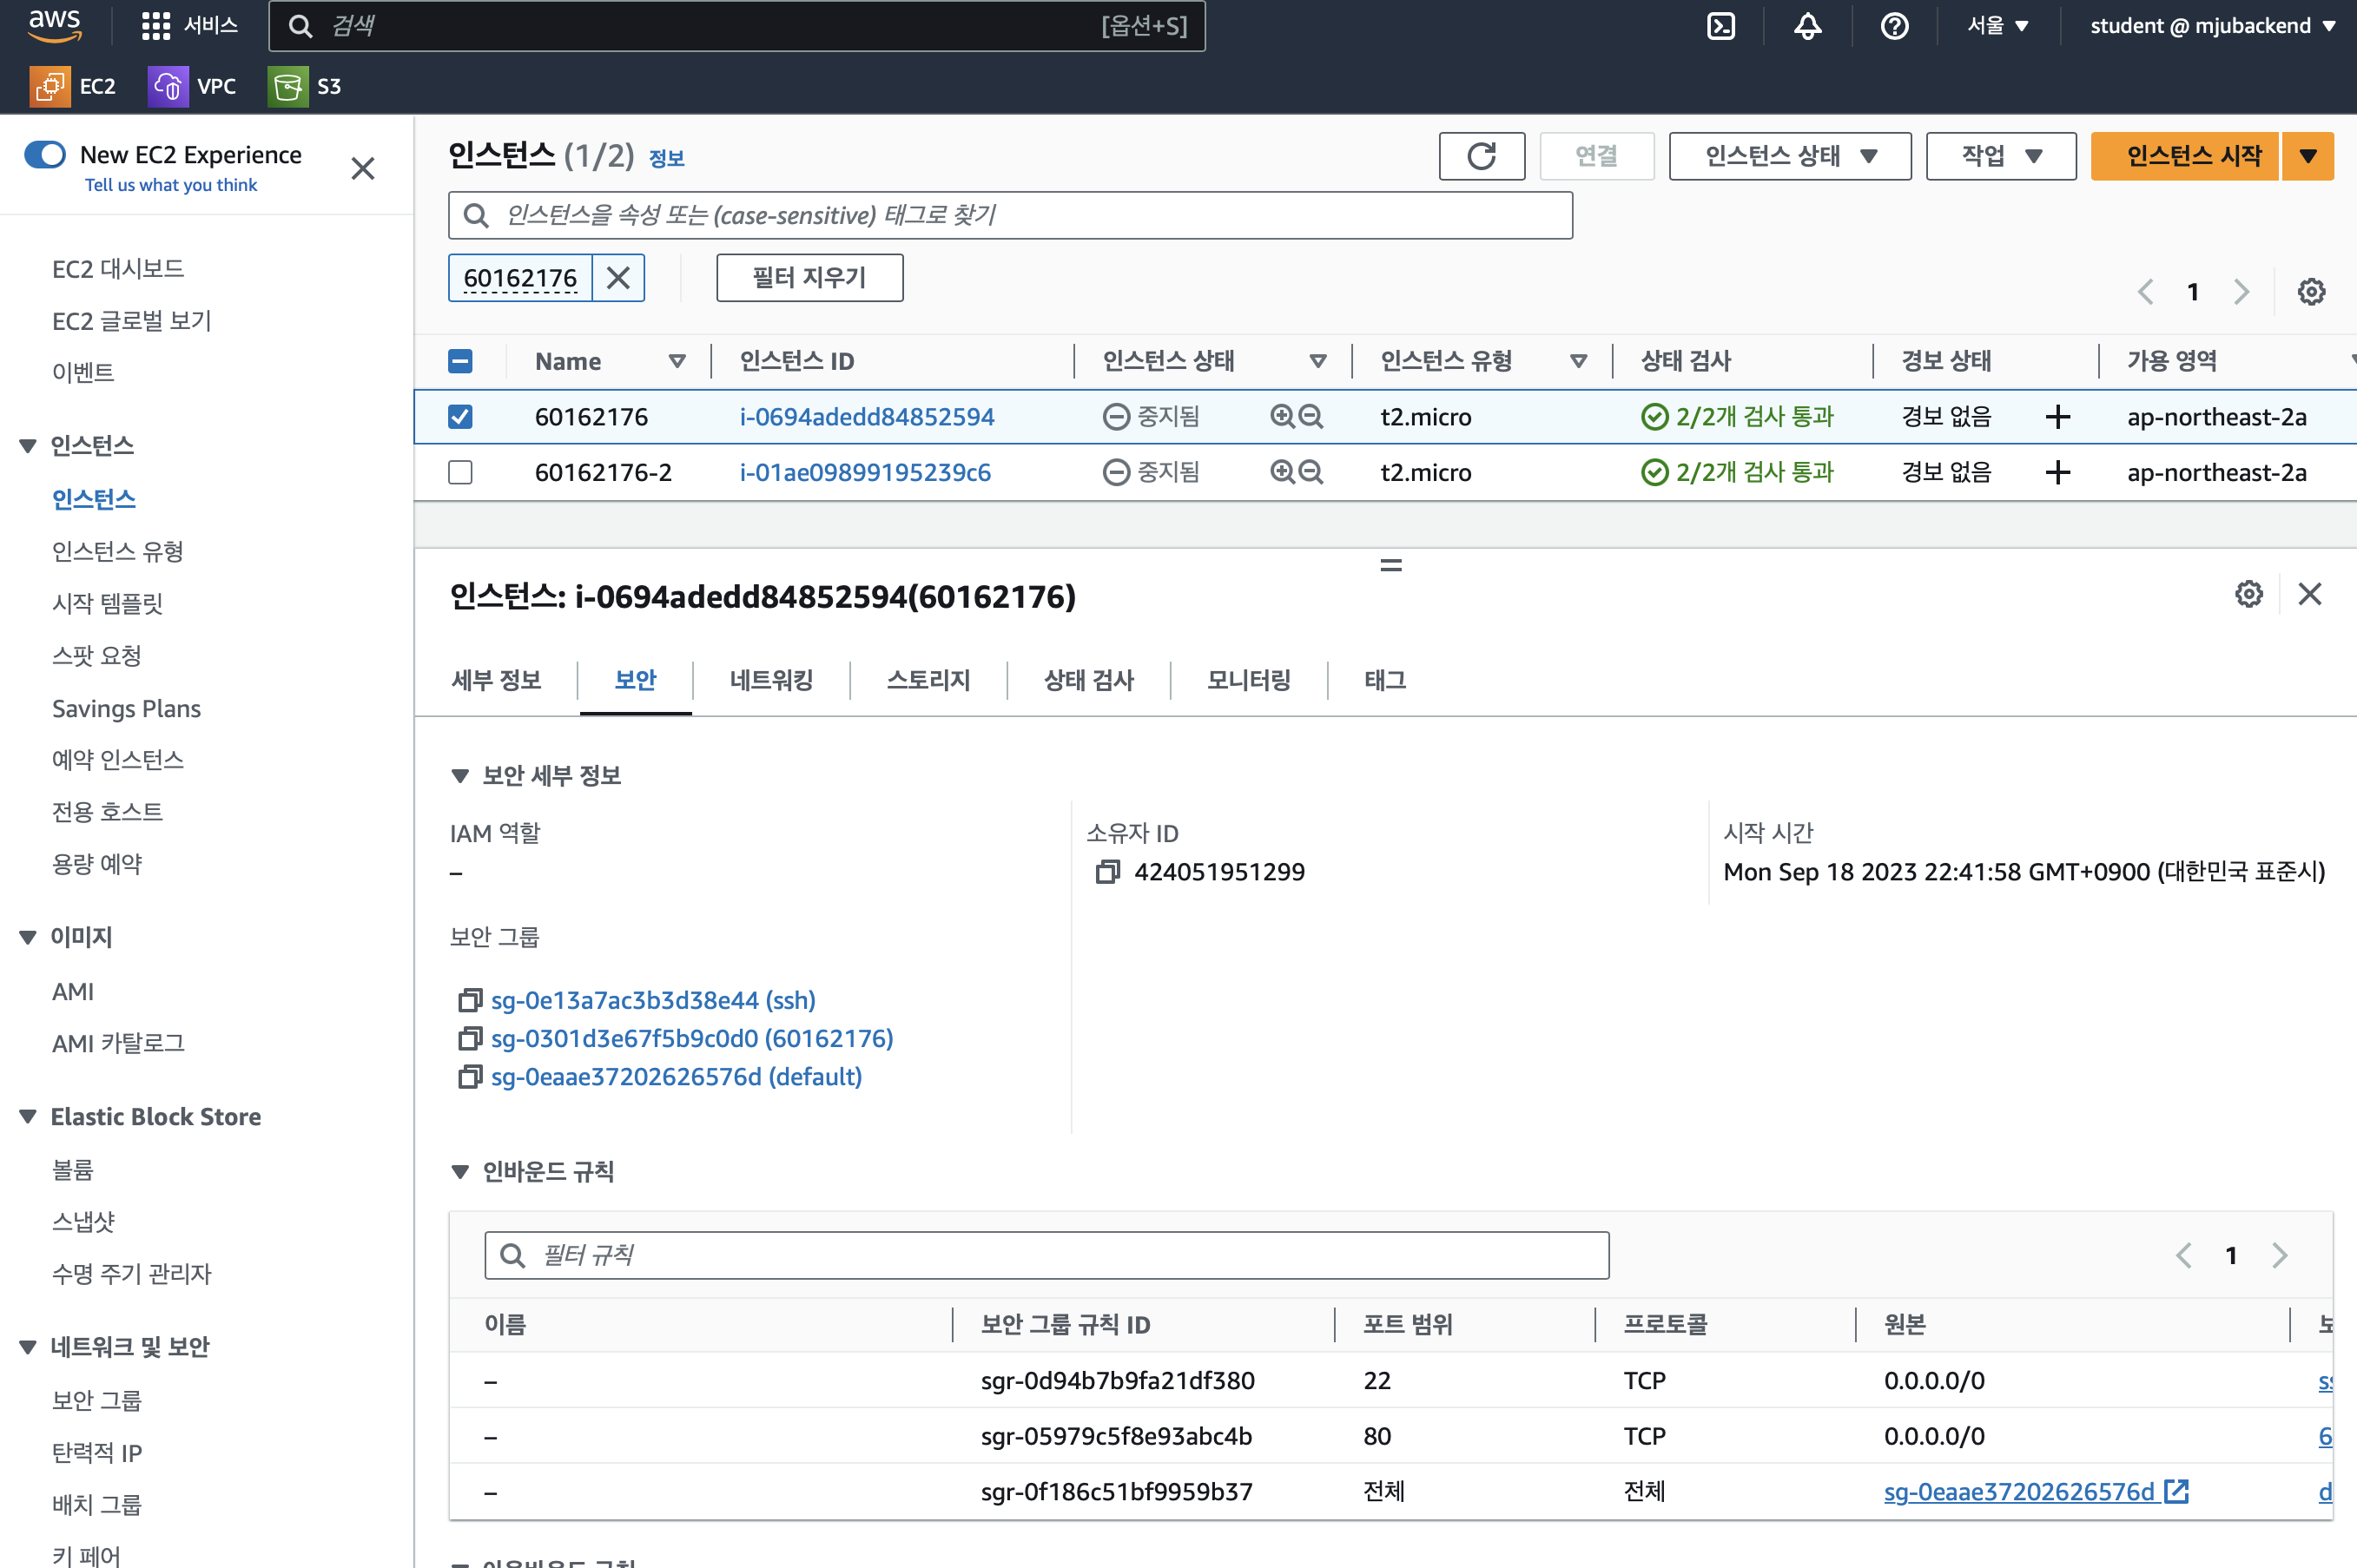 aws
서비스
검색
[옵션+S]
서울 ▼
student @ mjubackend ▼
EC2
VPC
S3
New EC2 Experience
Tell us what you think
EC2 대시보드
EC2 글로벌 보기
이벤트
인스턴스
인스턴스
인스턴스 유형
시작 템플릿
스팟 요청
Savings Plans
예약 인스턴스
전용 호스트
용량 예약
이미지
AMI
AMI 카탈로그
Elastic Block Store
볼륨
스냅샷
수명 주기 관리자
네트워크 및 보안
보안 그룹
탄력적 IP
배치 그룹
키 페어
인스턴스 (1/2) 정보
연결
인스턴스 상태 ▼
작업 ▼
인스턴스 시작 ▼
인스턴스을 속성 또는 (case-sensitive) 태그로 찾기
60162176
필터 지우기
1
Name 인스턴스 ID 인스턴스 상태 인스턴스 유형 상태 검사 경보 상태 가용 영역
60162176 i-0694adedd84852594 중지됨 t2.micro 2/2개 검사 통과 경보 없음 + ap-northeast-2a
60162176-2 i-01ae09899195239c6 중지됨 t2.micro 2/2개 검사 통과 경보 없음 + ap-northeast-2a
인스턴스: i-0694adedd84852594(60162176)
세부 정보 보안 네트워킹 스토리지 상태 검사 모니터링 태그
보안 세부 정보
IAM 역할
–
소유자 ID
424051951299
시작 시간
Mon Sep 18 2023 22:41:58 GMT+0900 (대한민국 표준시)
보안 그룹
sg-0e13a7ac3b3d38e44 (ssh)
sg-0301d3e67f5b9c0d0 (60162176)
sg-0eaae37202626576d (default)
인바운드 규칙
필터 규칙
1
이름 보안 그룹 규칙 ID 포트 범위 프로토콜 원본
– sgr-0d94b7b9fa21df380 22 TCP 0.0.0.0/0
– sgr-05979c5f8e93abc4b 80 TCP 0.0.0.0/0 6
– sgr-0f186c51bf9959b37 전체 전체 sg-0eaae37202626576d d